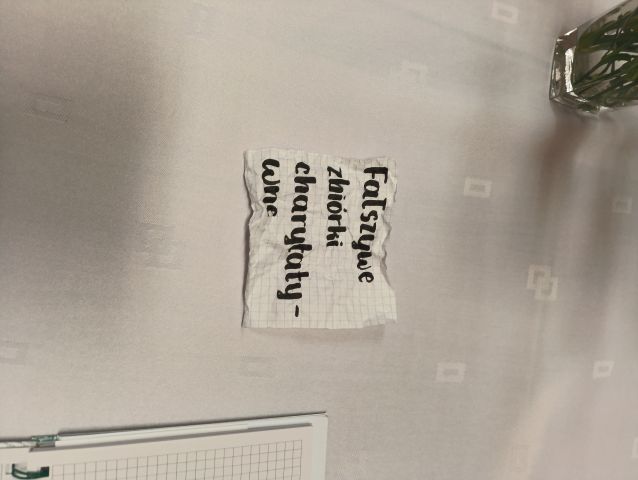 Fałszywe
zbiórki
charytaty-
wne